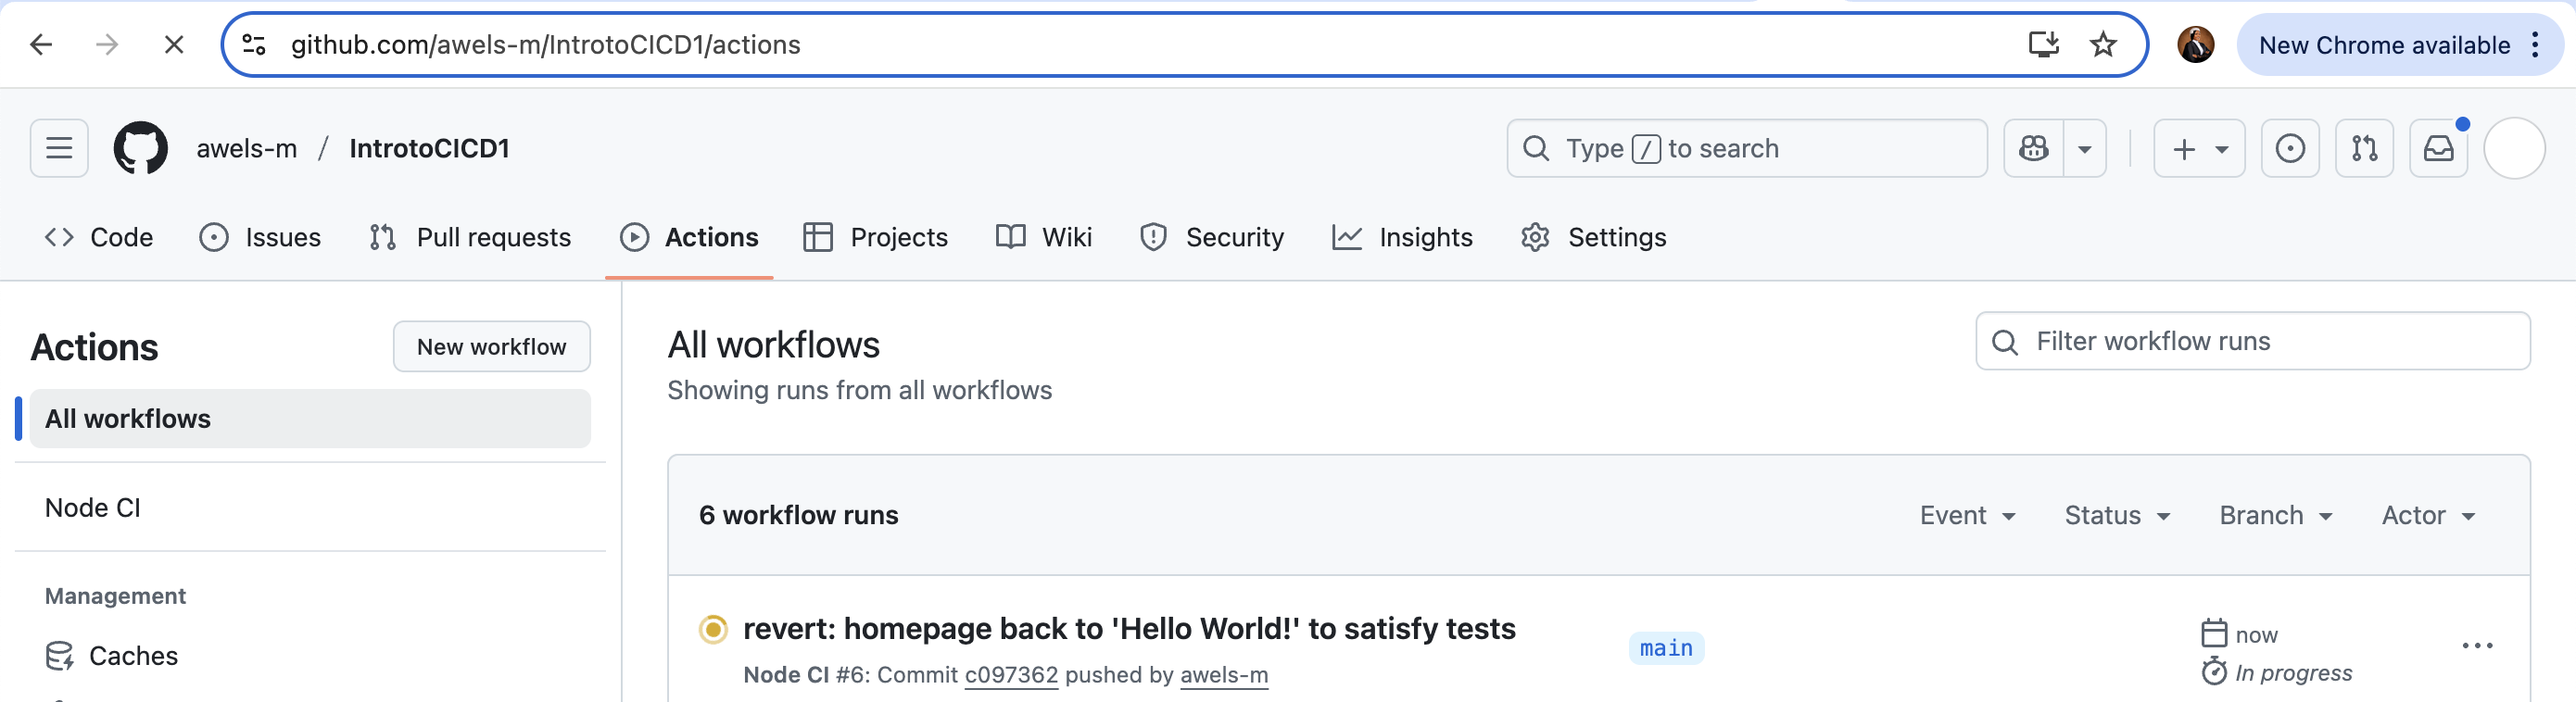 github.com/awels-m/IntrotoCICD1/actions
New Chrome available
awels-m / IntrotoCICD1
Type / to search
Code Issues Pull requests Actions Projects Wiki Security Insights Settings
Actions
New workflow
All workflows
Node CI
Management
Caches
All workflows
Showing runs from all workflows
Filter workflow runs
6 workflow runs
Event Status Branch Actor
revert: homepage back to 'Hello World!' to satisfy tests
Node CI #6: Commit c097362 pushed by awels-m
main
now
In progress